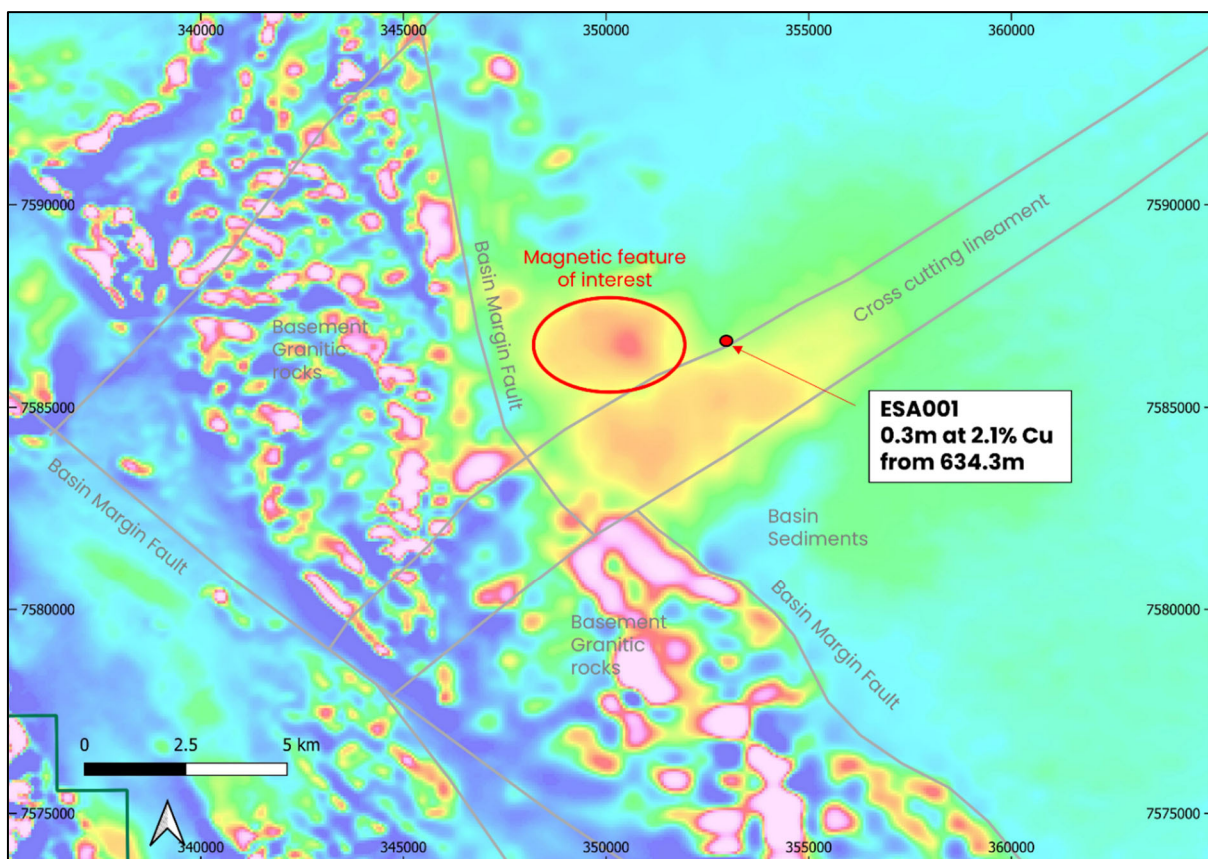 340000
345000
350000
355000
360000
7590000
7590000
Magnetic feature
of interest
Basin Margin Fault
Cross cutting lineament
Basement
Granitic
rocks
ESA001
0.3m at 2.1% Cu
from 634.3m
7585000
7585000
Basin Margin Fault
Basin
Sediments
7580000
7580000
Basement
Granitic
rocks
Basin Margin Fault
0
2.5
5 km
7575000
7575000
340000
345000
350000
355000
360000